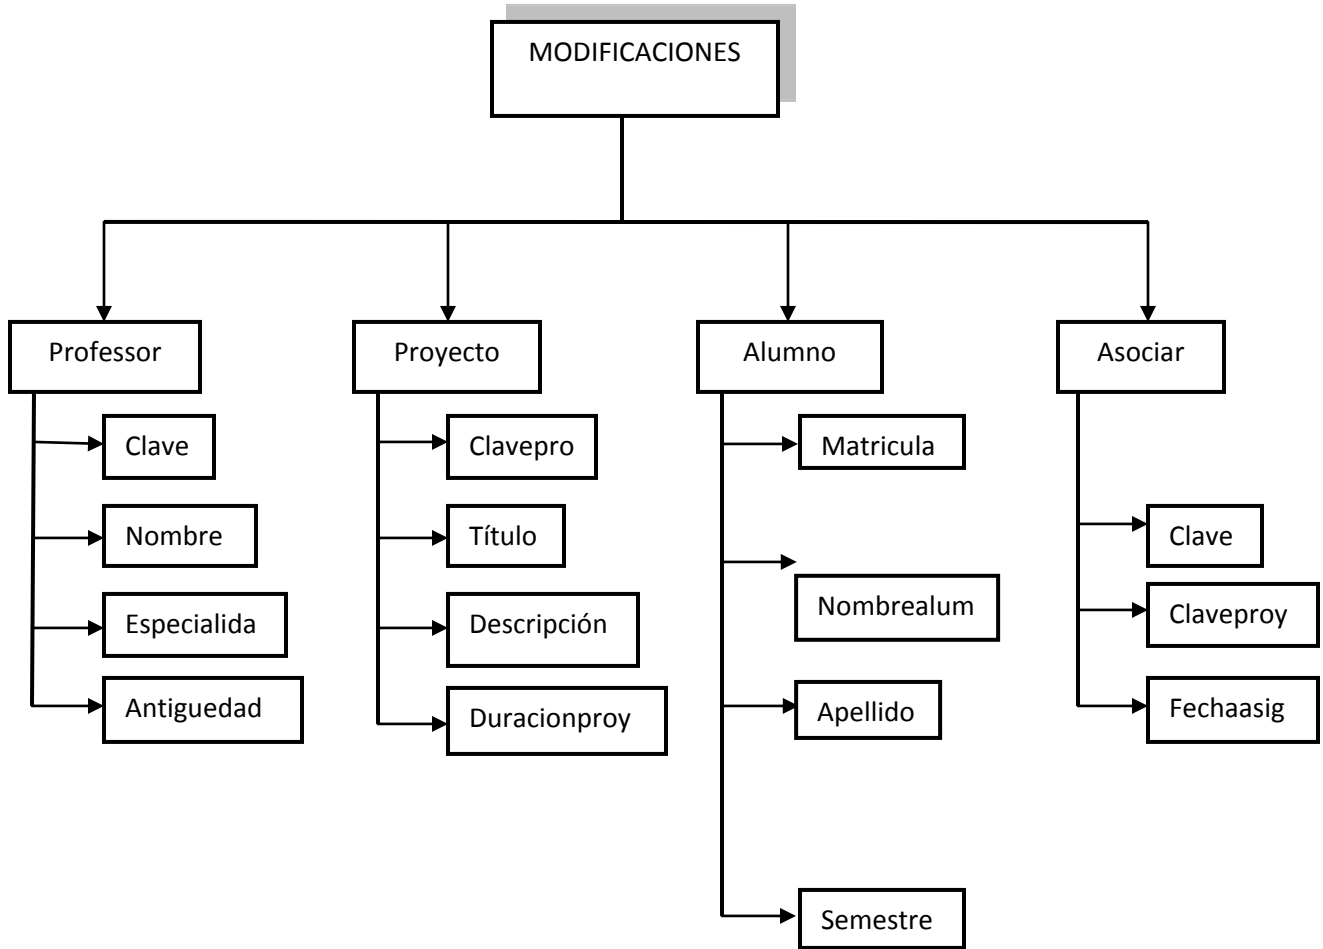 MODIFICACIONES
Professor
Clave
Nombre
Especialida
Antiguedad
Proyecto
Clavepro
Título
Descripción
Duracionproy
Alumno
Matricula
Nombrealum
Apellido
Semestre
Asociar
Clave
Claveproy
Fechaasig